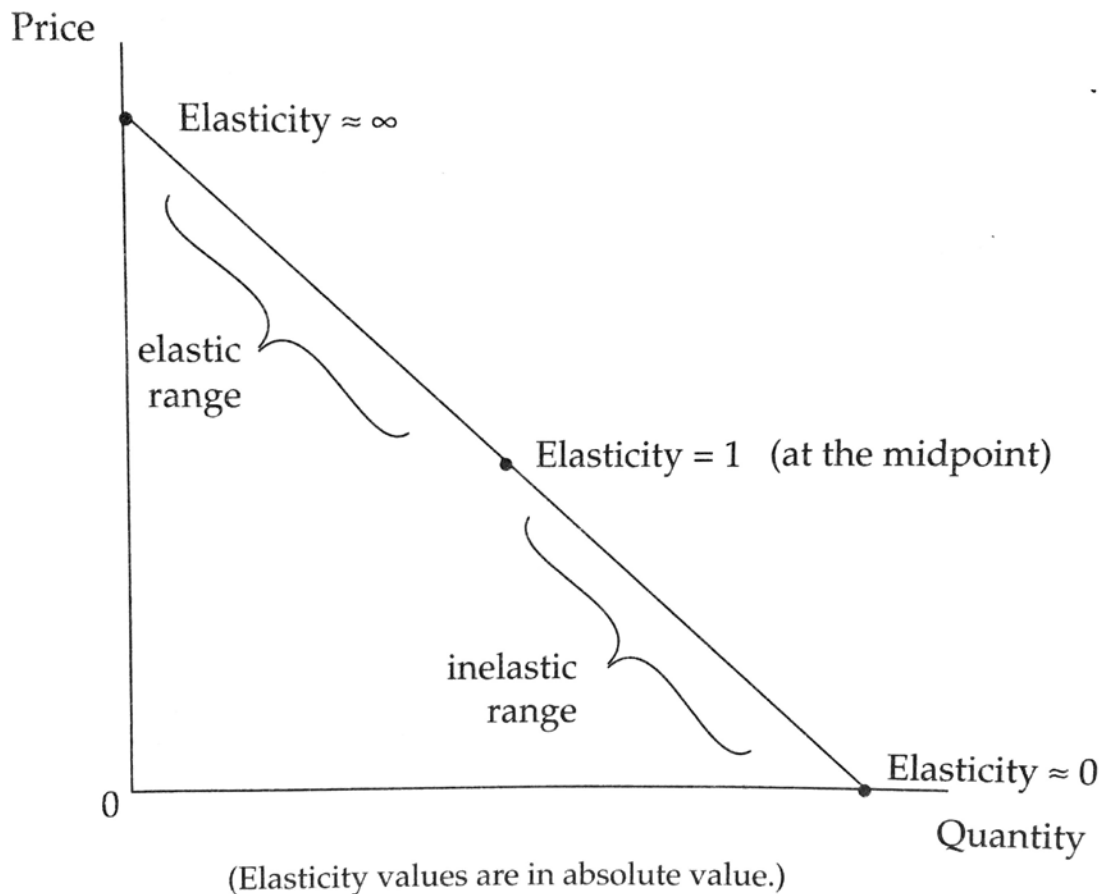 Price
Elasticity ≈ ∞
elastic
range
Elasticity = 1 (at the midpoint)
inelastic
range
Elasticity ≈ 0
0
Quantity
(Elasticity values are in absolute value.)